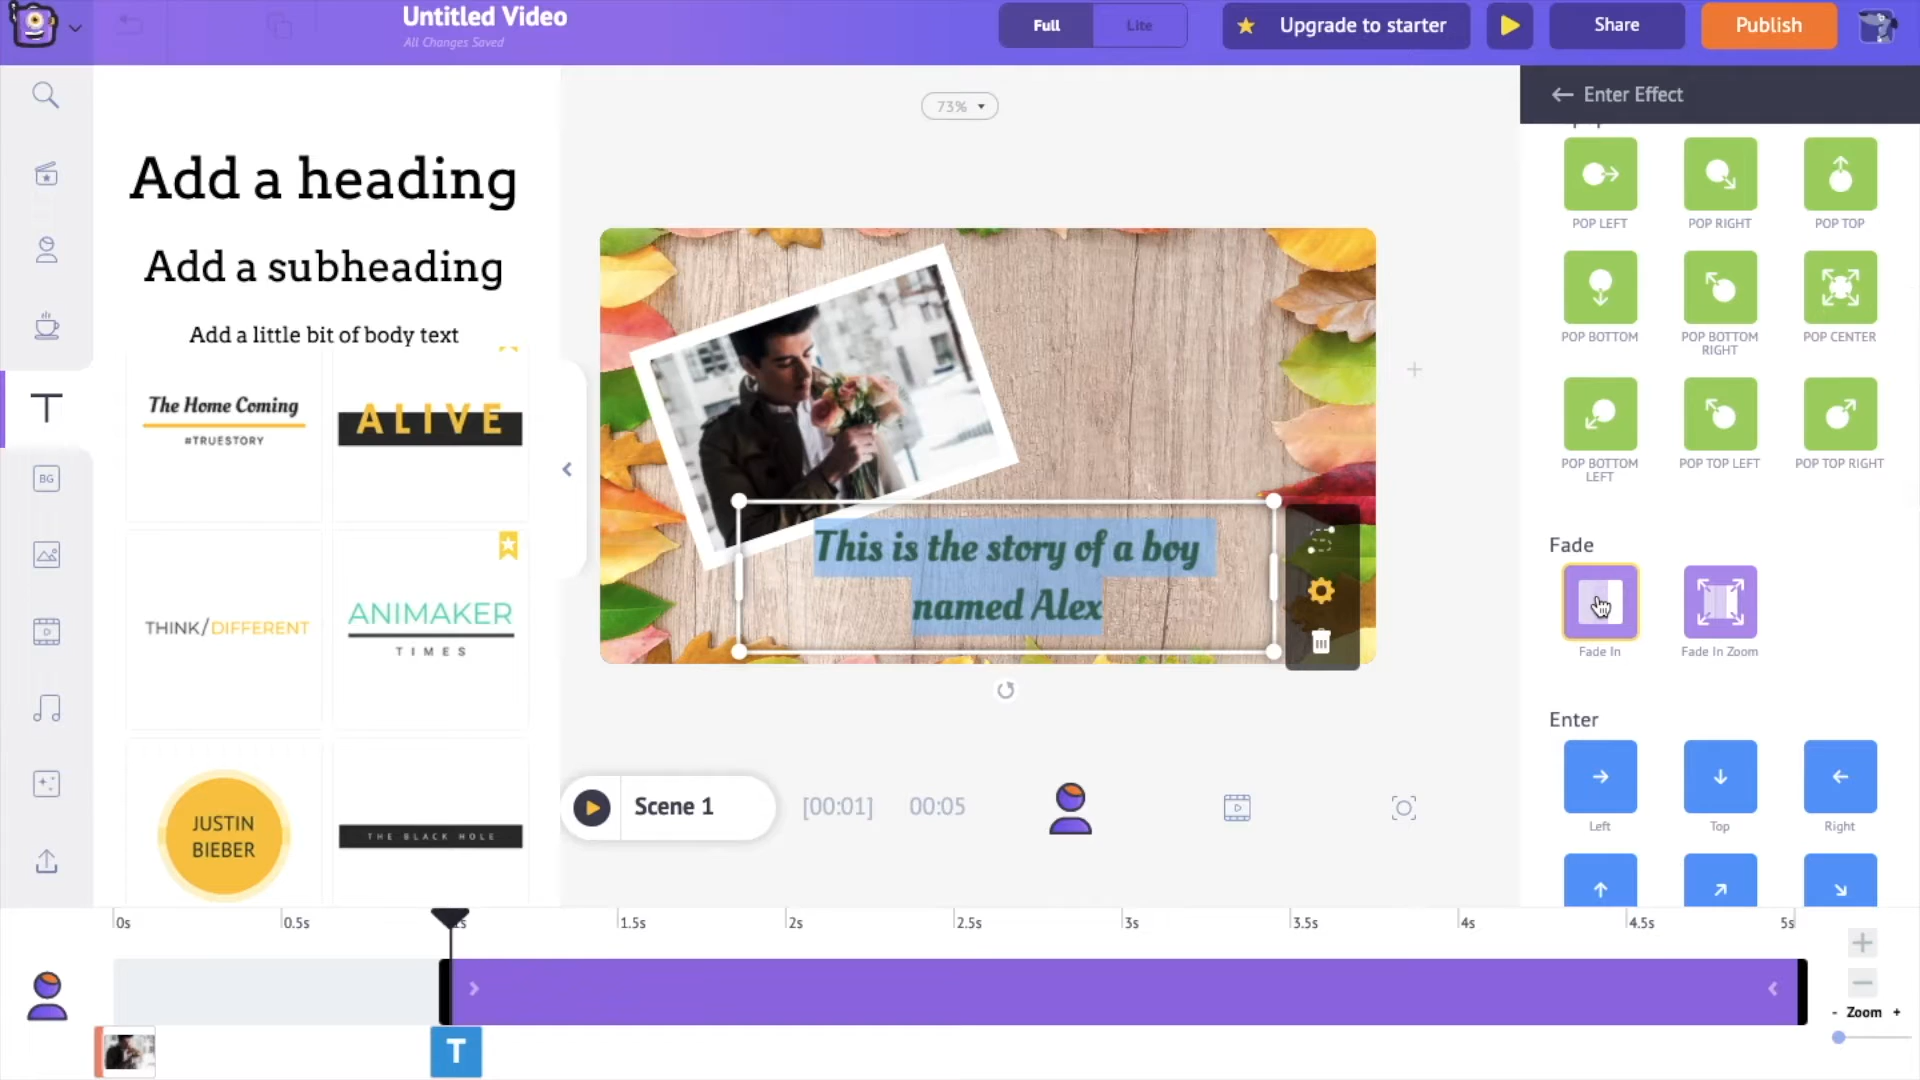 Untitled Video
All Changes Saved
Full
Lite
Upgrade to starter
Share
Publish
73%
Enter Effect
Add a heading
Add a subheading
Add a little bit of body text
The Home Coming
#TRUESTORY
ALIVE
THINK/DIFFERENT
ANIMAKER
TIMES
JUSTIN
BIEBER
THE BLACK HOLE
T
BG
This is the story of a boy
named Alex
POP LEFT
POP RIGHT
POP TOP
POP BOTTOM
POP BOTTOM
RIGHT
POP CENTER
POP BOTTOM
LEFT
POP TOP LEFT
POP TOP RIGHT
Fade
Fade In
Fade In Zoom
Enter
Left
Top
Right
Scene 1
[00:01]
00:05
0s
0.5s
1.5s
2s
2.5s
3s
3.5s
4s
4.5s
5s
- Zoom +
T